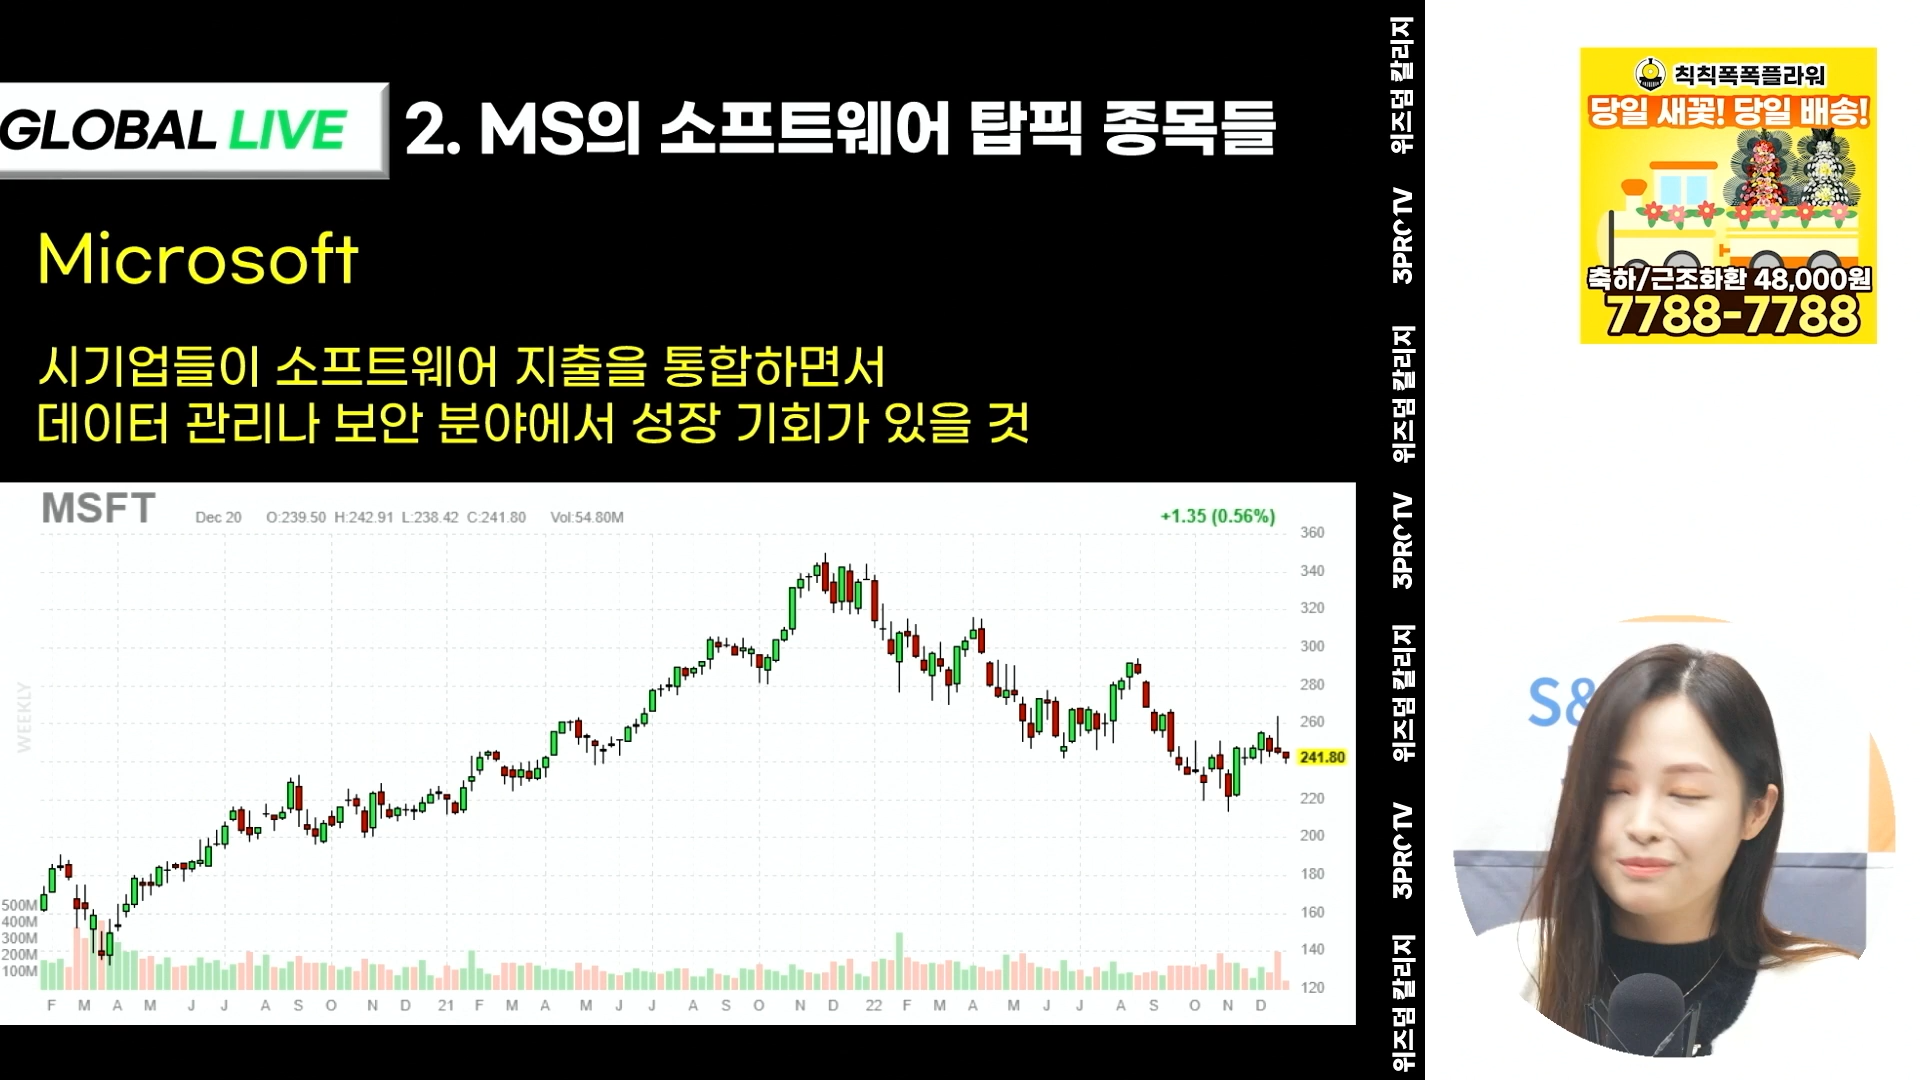 GLOBAL LIVE
2. MS의 소프트웨어 탑픽 종목들
Microsoft
시기업들이 소프트웨어 지출을 통합하면서
데이터 관리나 보안 분야에서 성장 기회가 있을 것
MSFT
Dec 20 O:239.50 H:242.91 L:238.42 C:241.80 Vol:54.80M
+1.35 (0.56%)
360
340
320
300
280
260
241.80
220
200
180
160
140
120
WEEKLY
500M
400M
300M
200M
100M
F M A M J J A S O N D 21 F M A M J J A S O N D 22 F M A M J J A S O N D
위즈덤 칼리지
3PROTV
위즈덤 칼리지
3PROTV
위즈덤 칼리지
3PROTV
위즈덤 칼리지
칙칙폭폭플라워
당일 새꽃! 당일 배송!
축하/근조화환 48,000원
7788-7788
S&